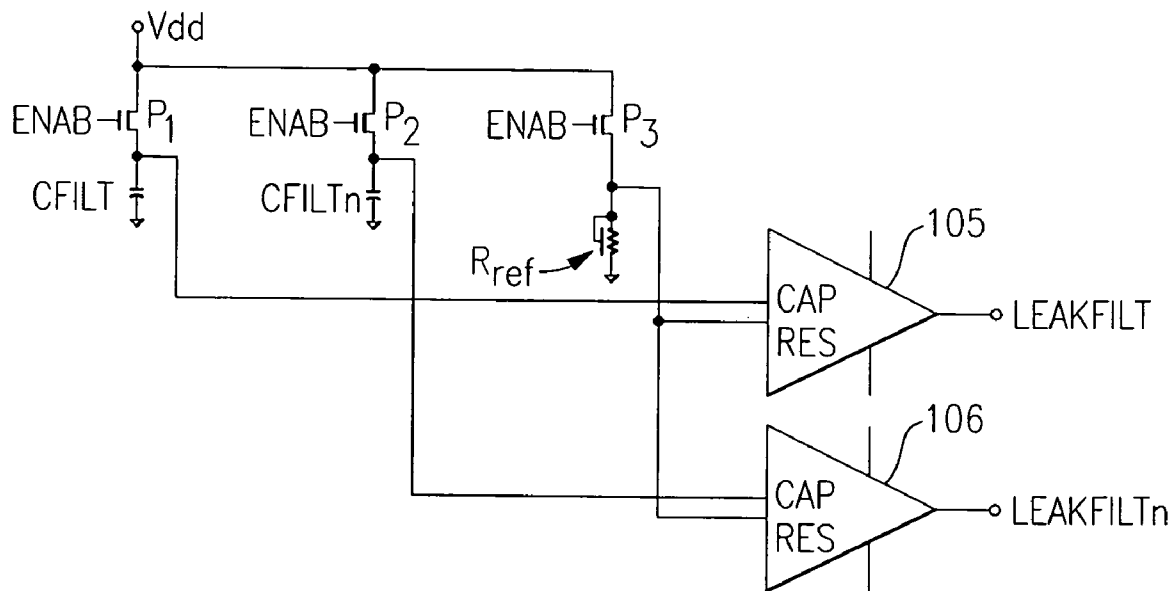 Vdd
ENAB P1
ENAB P2
ENAB P3
CFILT
CFILTn
Rref
105
CAP
RES
LEAKFILT
106
CAP
RES
LEAKFILTn